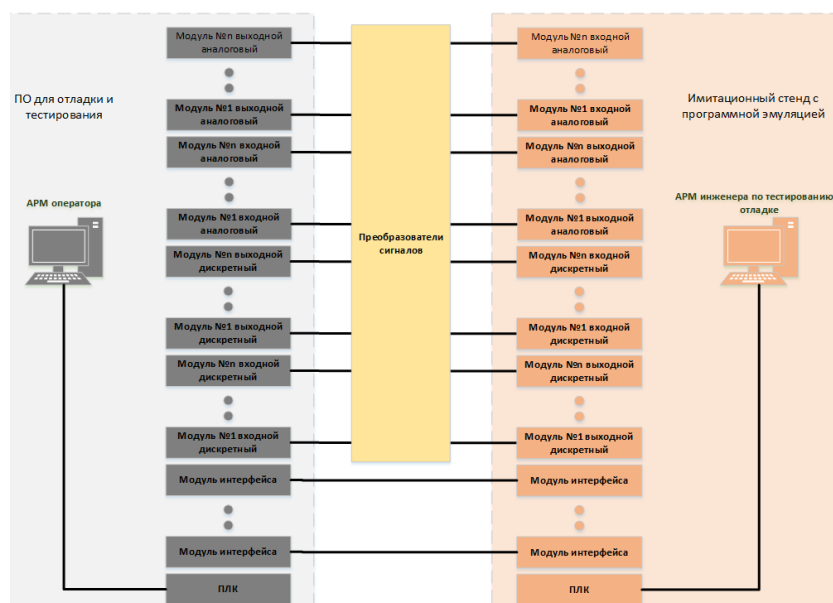 ПО для отладки и
тестирования
АРМ оператора
Модуль №n выходной
аналоговый
Модуль №1 выходной
аналоговый
Модуль №n входной
аналоговый
Модуль №1 входной
аналоговый
Модуль №n выходной
дискретный
Модуль №1 выходной
дискретный
Модуль №n входной
дискретный
Модуль №1 входной
дискретный
Модуль интерфейса
Модуль интерфейса
ПЛК
Преобразователи
сигналов
Модуль №n входной
аналоговый
Модуль №1 входной
аналоговый
Модуль №n выходной
аналоговый
Модуль №1 выходной
аналоговый
Модуль №n входной
дискретный
Модуль №1 входной
дискретный
Модуль №n выходной
дискретный
Модуль №1 выходной
дискретный
Модуль интерфейса
Модуль интерфейса
ПЛК
Имитационный стенд с
программной эмуляцией
АРМ инженера по тестированию
отладке